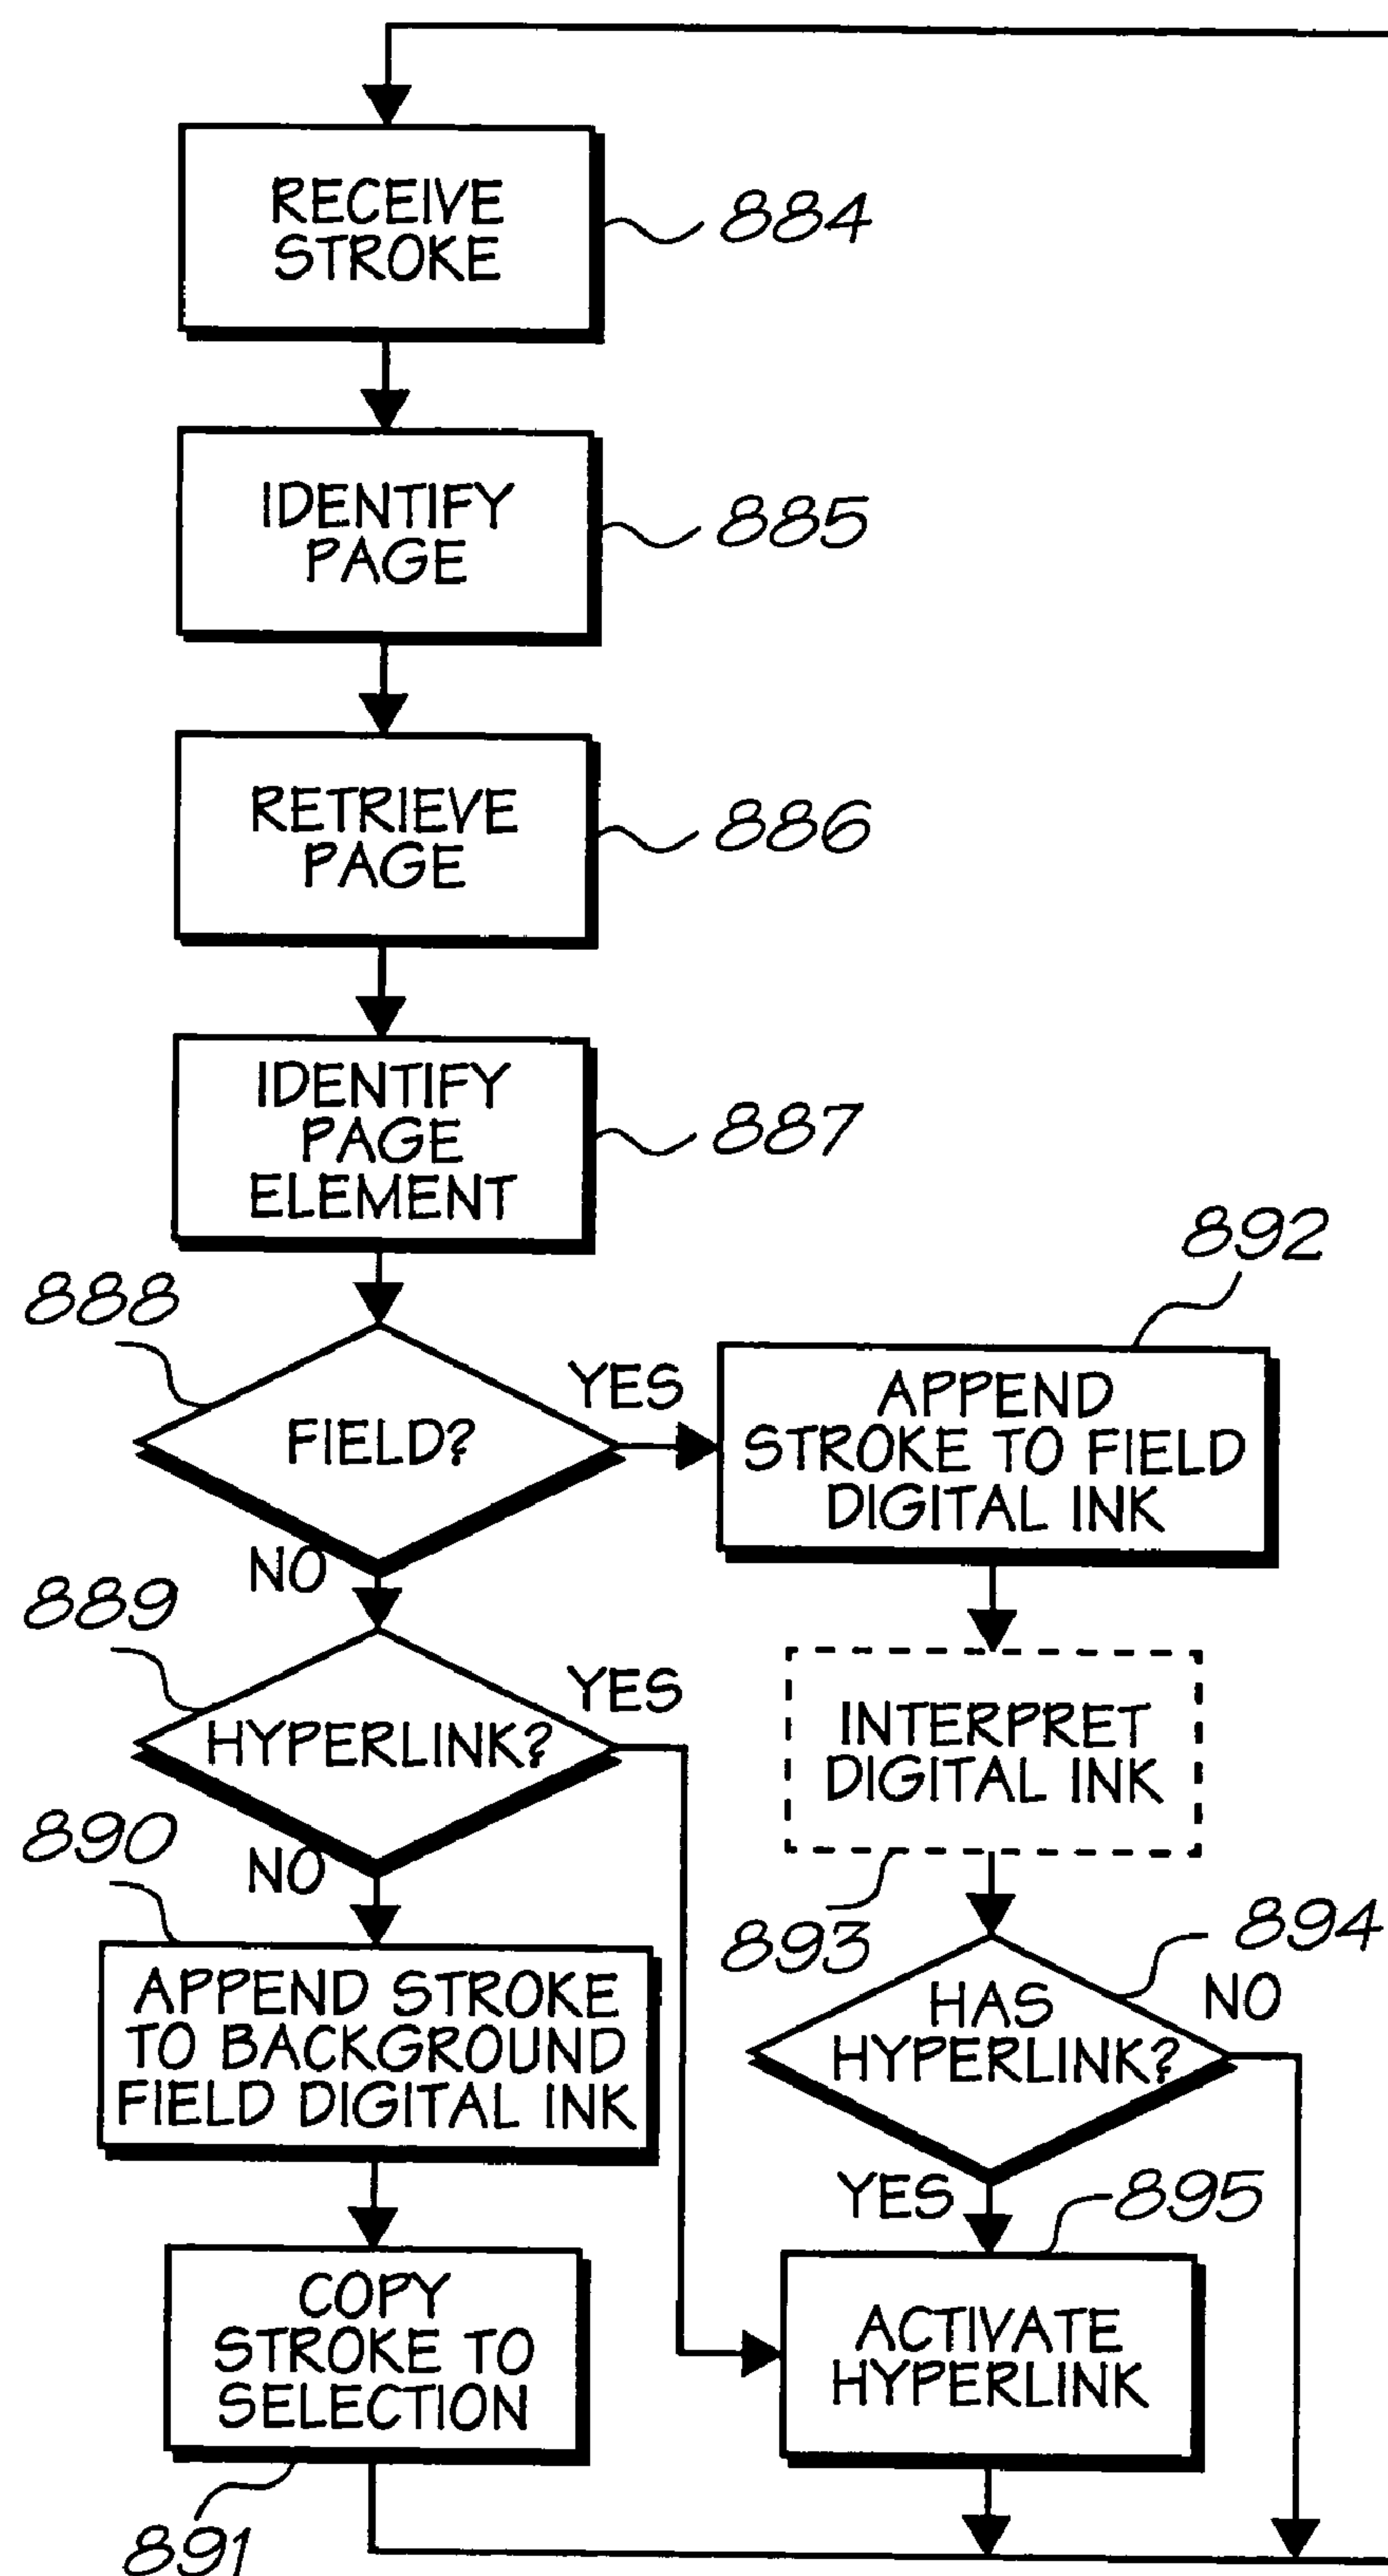 RECEIVE
STROKE
884
IDENTIFY
PAGE
885
RETRIEVE
PAGE
886
IDENTIFY
PAGE
ELEMENT
887
888
FIELD?
YES
NO
892
APPEND
STROKE TO FIELD
DIGITAL INK
889
HYPERLINK?
YES
NO
INTERPRET
DIGITAL INK
893
890
APPEND STROKE
TO BACKGROUND
FIELD DIGITAL INK
894
HAS
HYPERLINK?
NO
YES
895
COPY
STROKE TO
SELECTION
891
ACTIVATE
HYPERLINK